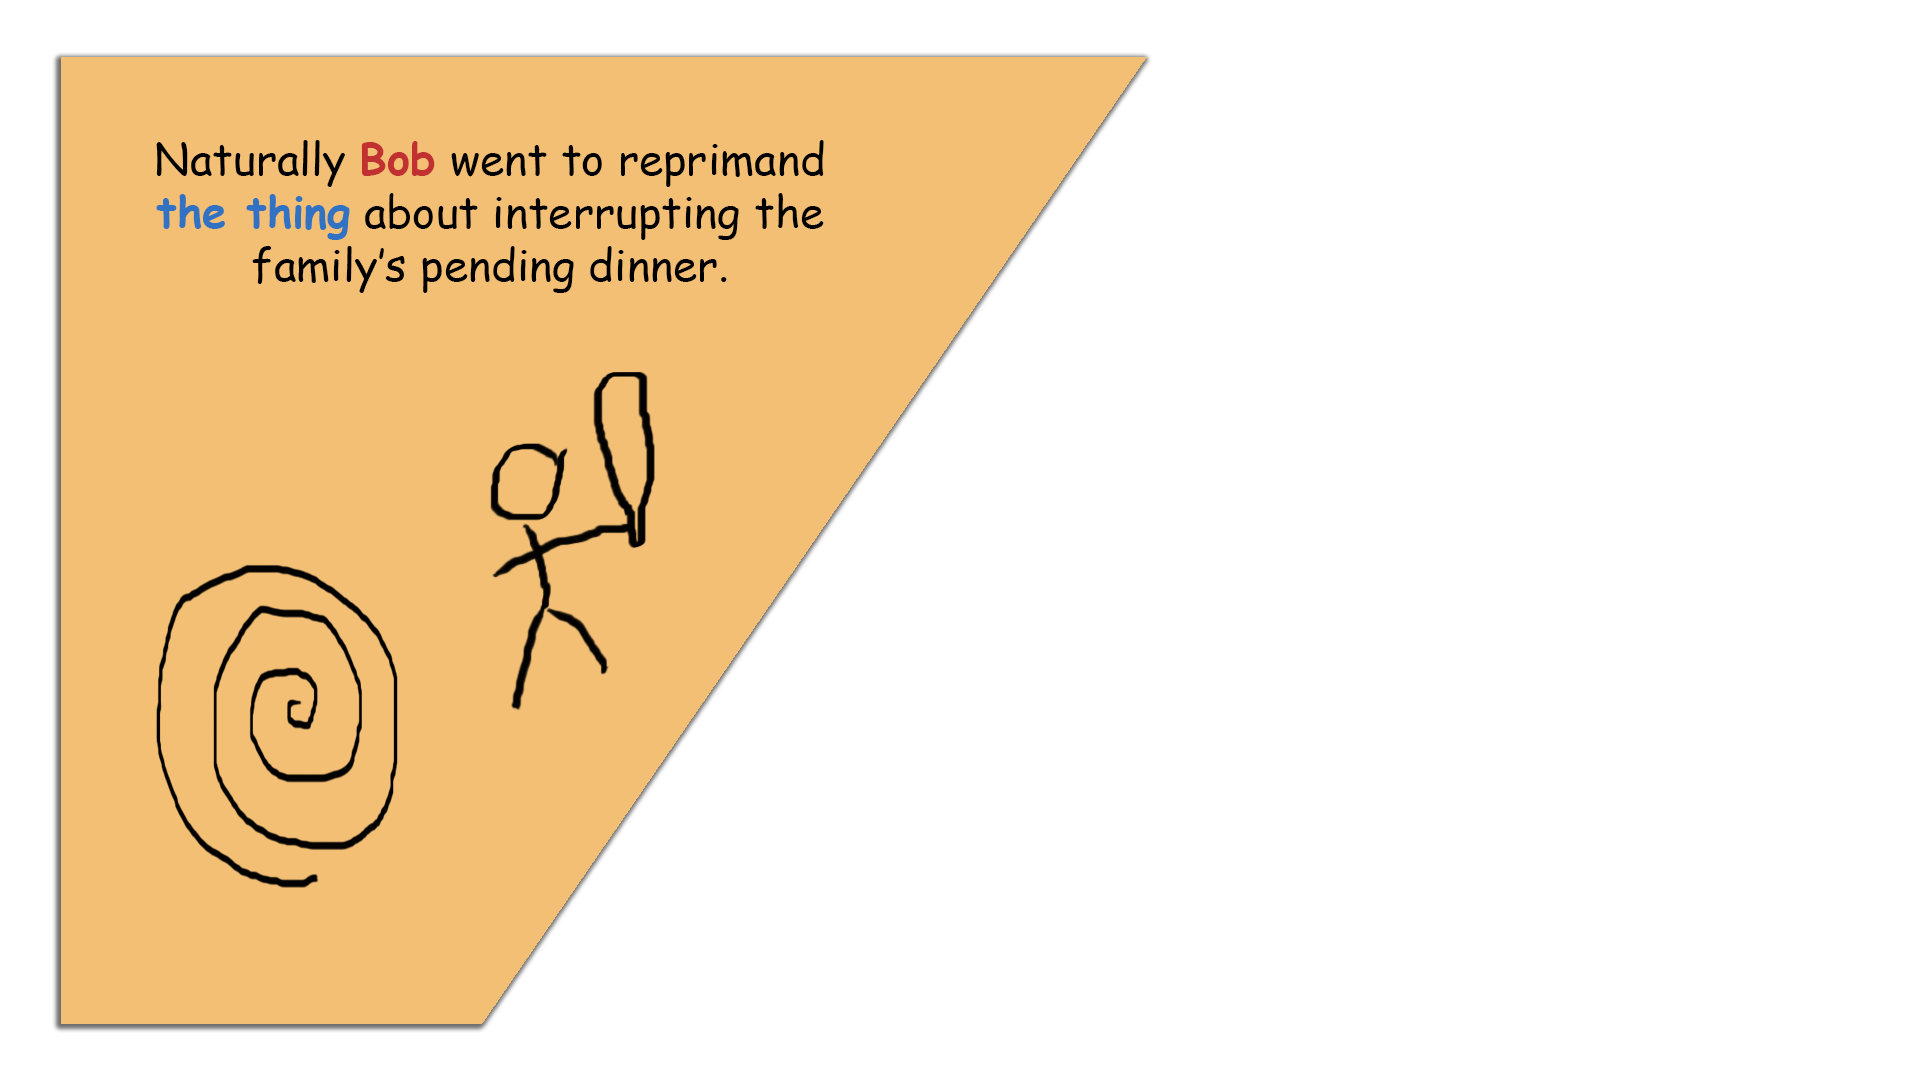 Naturally Bob went to reprimand
the thing about interrupting the
family's pending dinner.